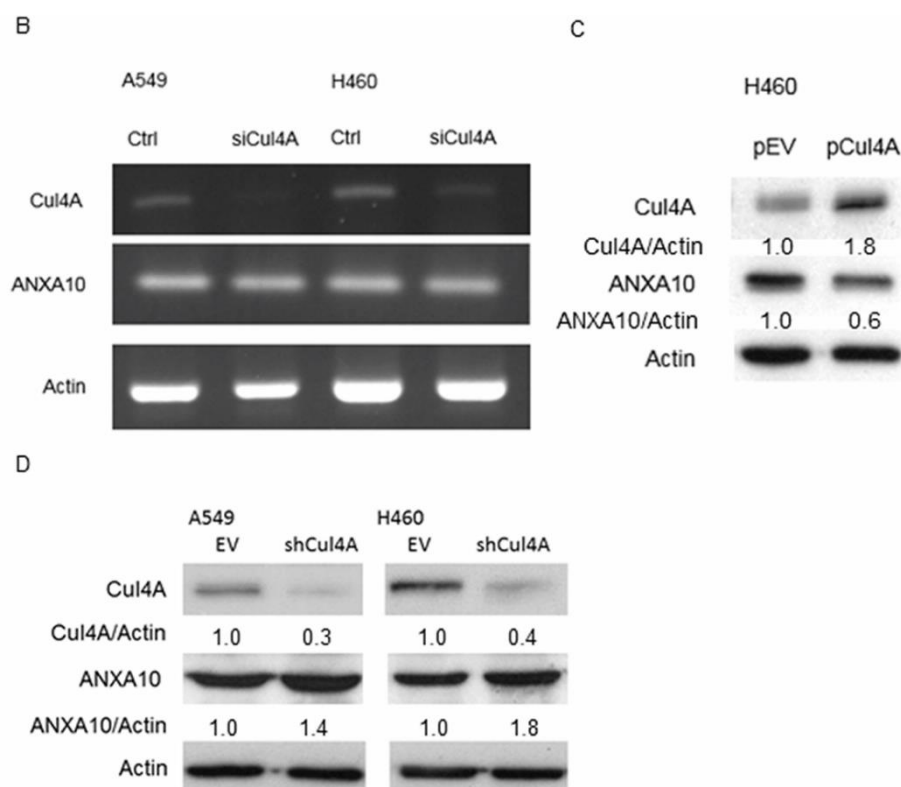 B
A549 H460
Ctrl siCul4A Ctrl siCul4A
Cul4A
ANXA10
Actin
C
H460
pEV pCul4A
Cul4A
Cul4A/Actin 1.0 1.8
ANXA10
ANXA10/Actin 1.0 0.6
Actin
D
A549 H460
EV shCul4A EV shCul4A
Cul4A
Cul4A/Actin 1.0 0.3 1.0 0.4
ANXA10
ANXA10/Actin 1.0 1.4 1.0 1.8
Actin